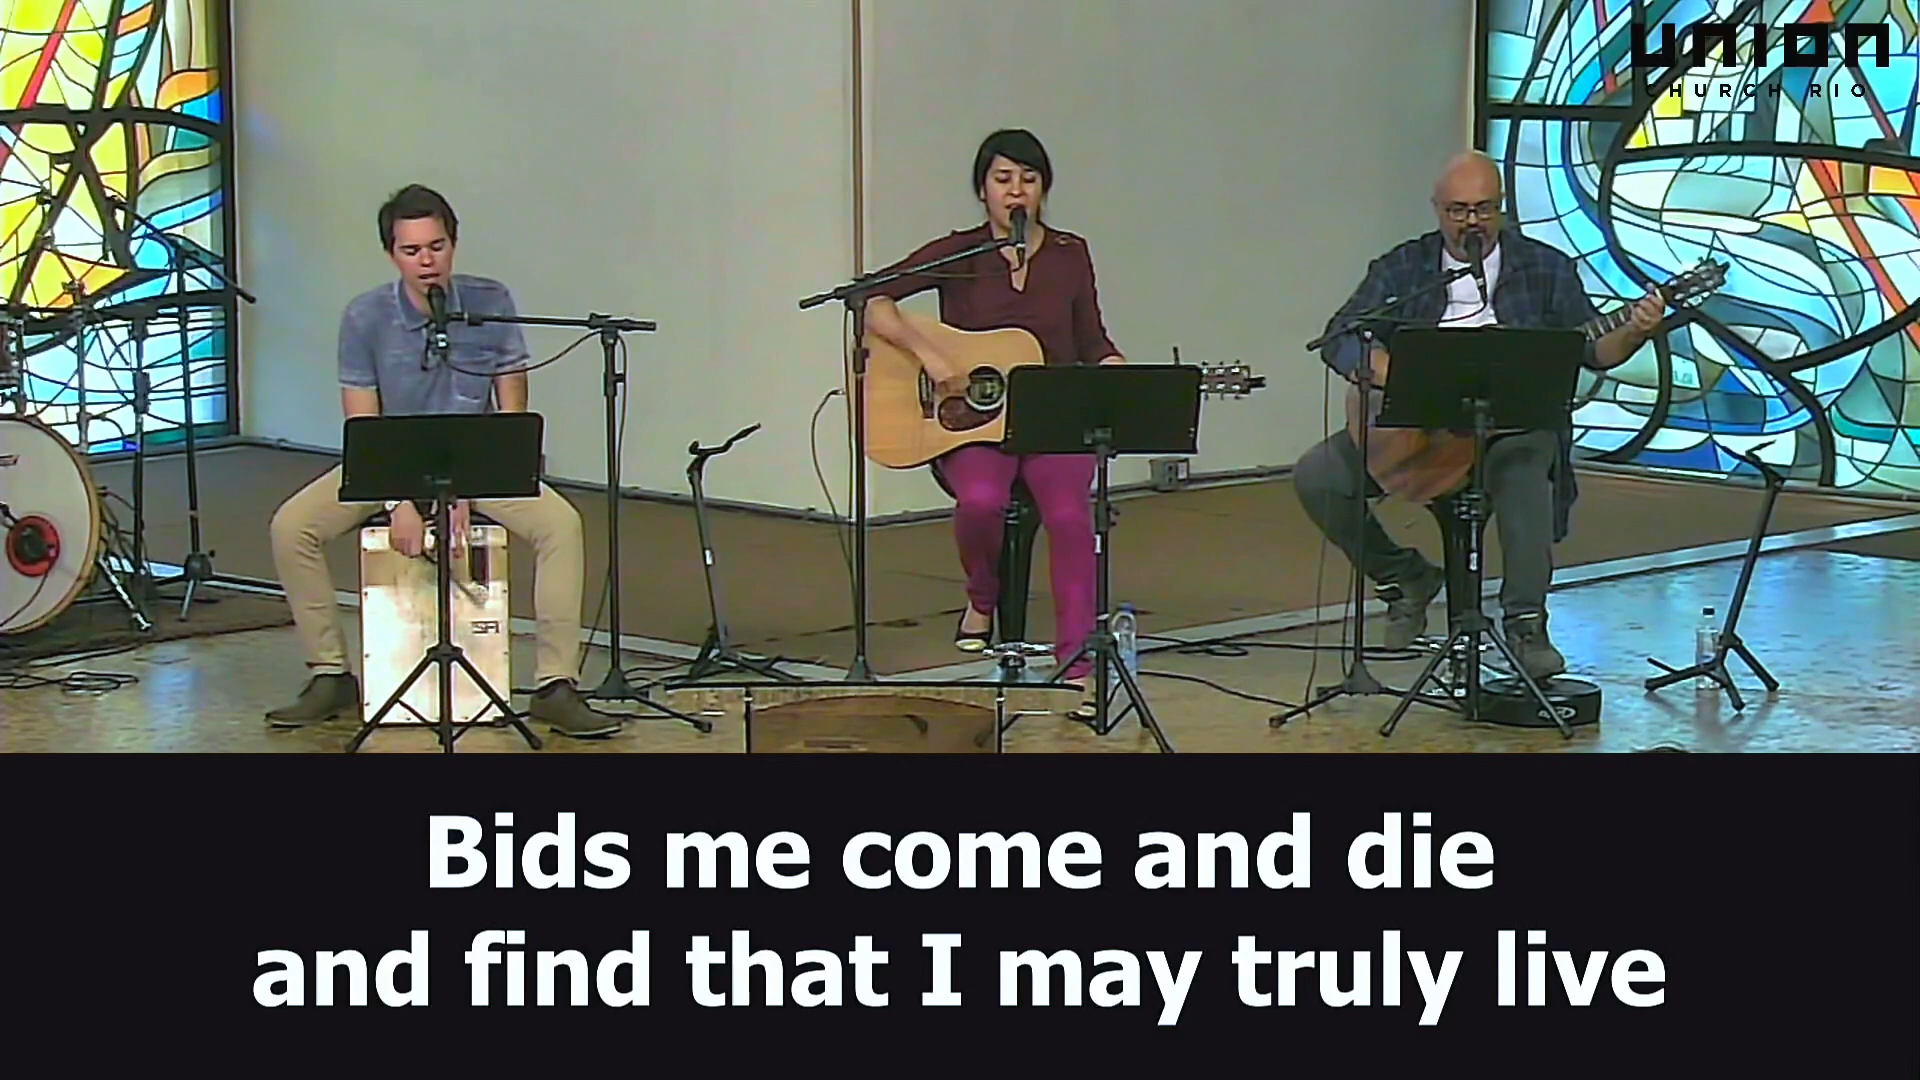 UNION
CHURCH RIO
Bids me come and die
and find that I may truly live